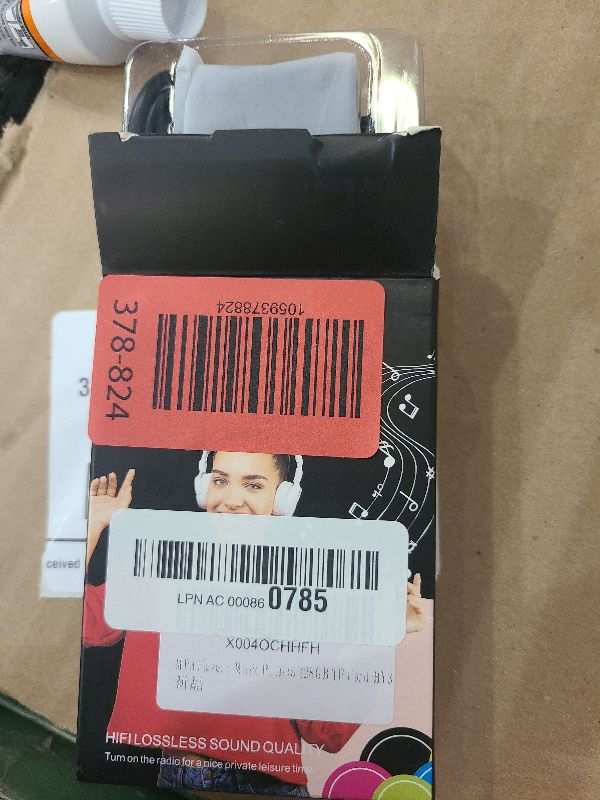 1059378824
378-824
3
ceived
LPN AC 00086 0785
X004OCHHFH
HIFI LOSSLESS SOUND QUALITY
Turn on the radio for a nice private leisure time